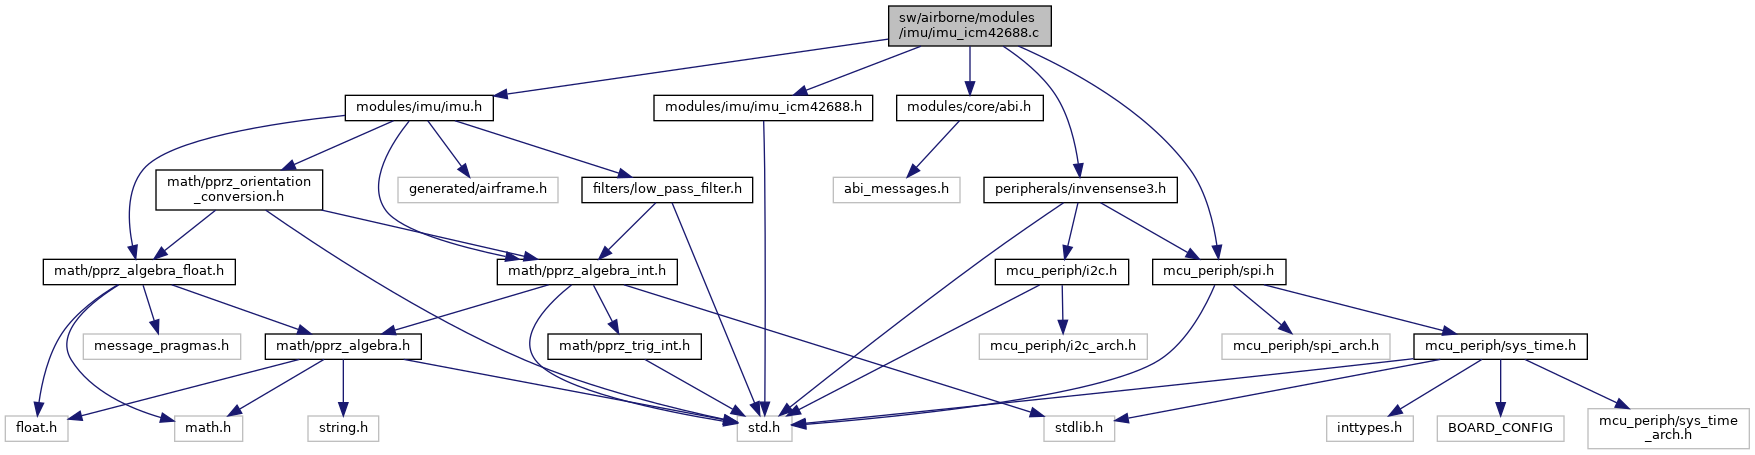 sw/airborne/modules
/imu/imu_icm42688.c
modules/imu/imu.h
modules/imu/imu_icm42688.h
modules/core/abi.h
math/pprz_orientation
_conversion.h
generated/airframe.h
filters/low_pass_filter.h
abi_messages.h
peripherals/invensense3.h
math/pprz_algebra_float.h
math/pprz_algebra_int.h
mcu_periph/i2c.h
mcu_periph/spi.h
message_pragmas.h
math/pprz_algebra.h
math/pprz_trig_int.h
mcu_periph/i2c_arch.h
mcu_periph/spi_arch.h
mcu_periph/sys_time.h
float.h
math.h
string.h
std.h
stdlib.h
inttypes.h
BOARD_CONFIG
mcu_periph/sys_time
_arch.h